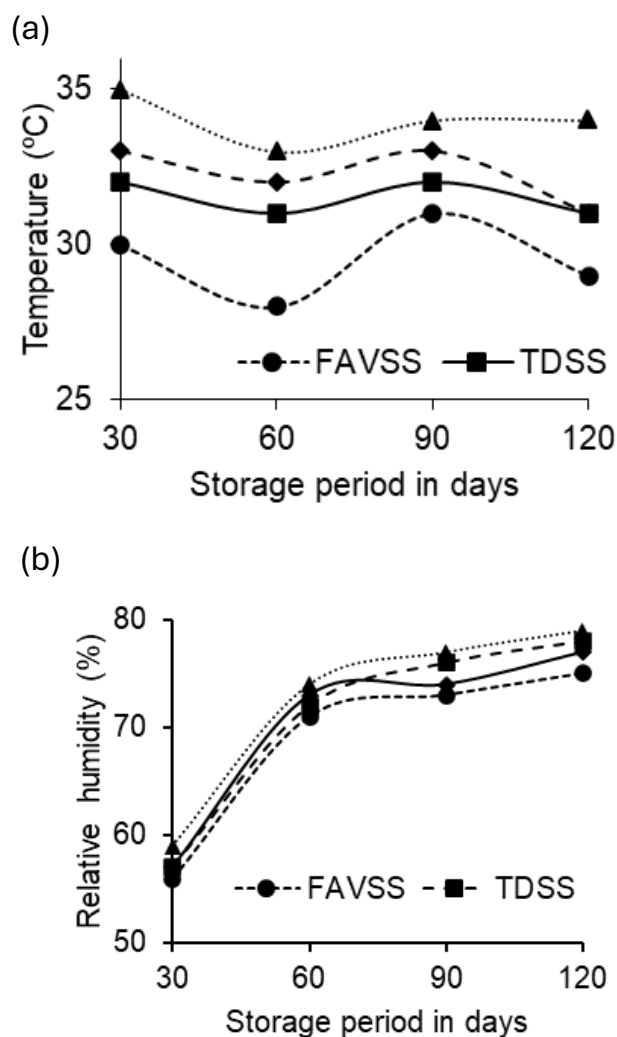 (a)
35
30
25
Temperature (ºC)
FAVSS TDSS
30 60 90 120
Storage period in days
(b)
80
70
60
50
Relative humidity (%)
FAVSS TDSS
30 60 90 120
Storage period in days